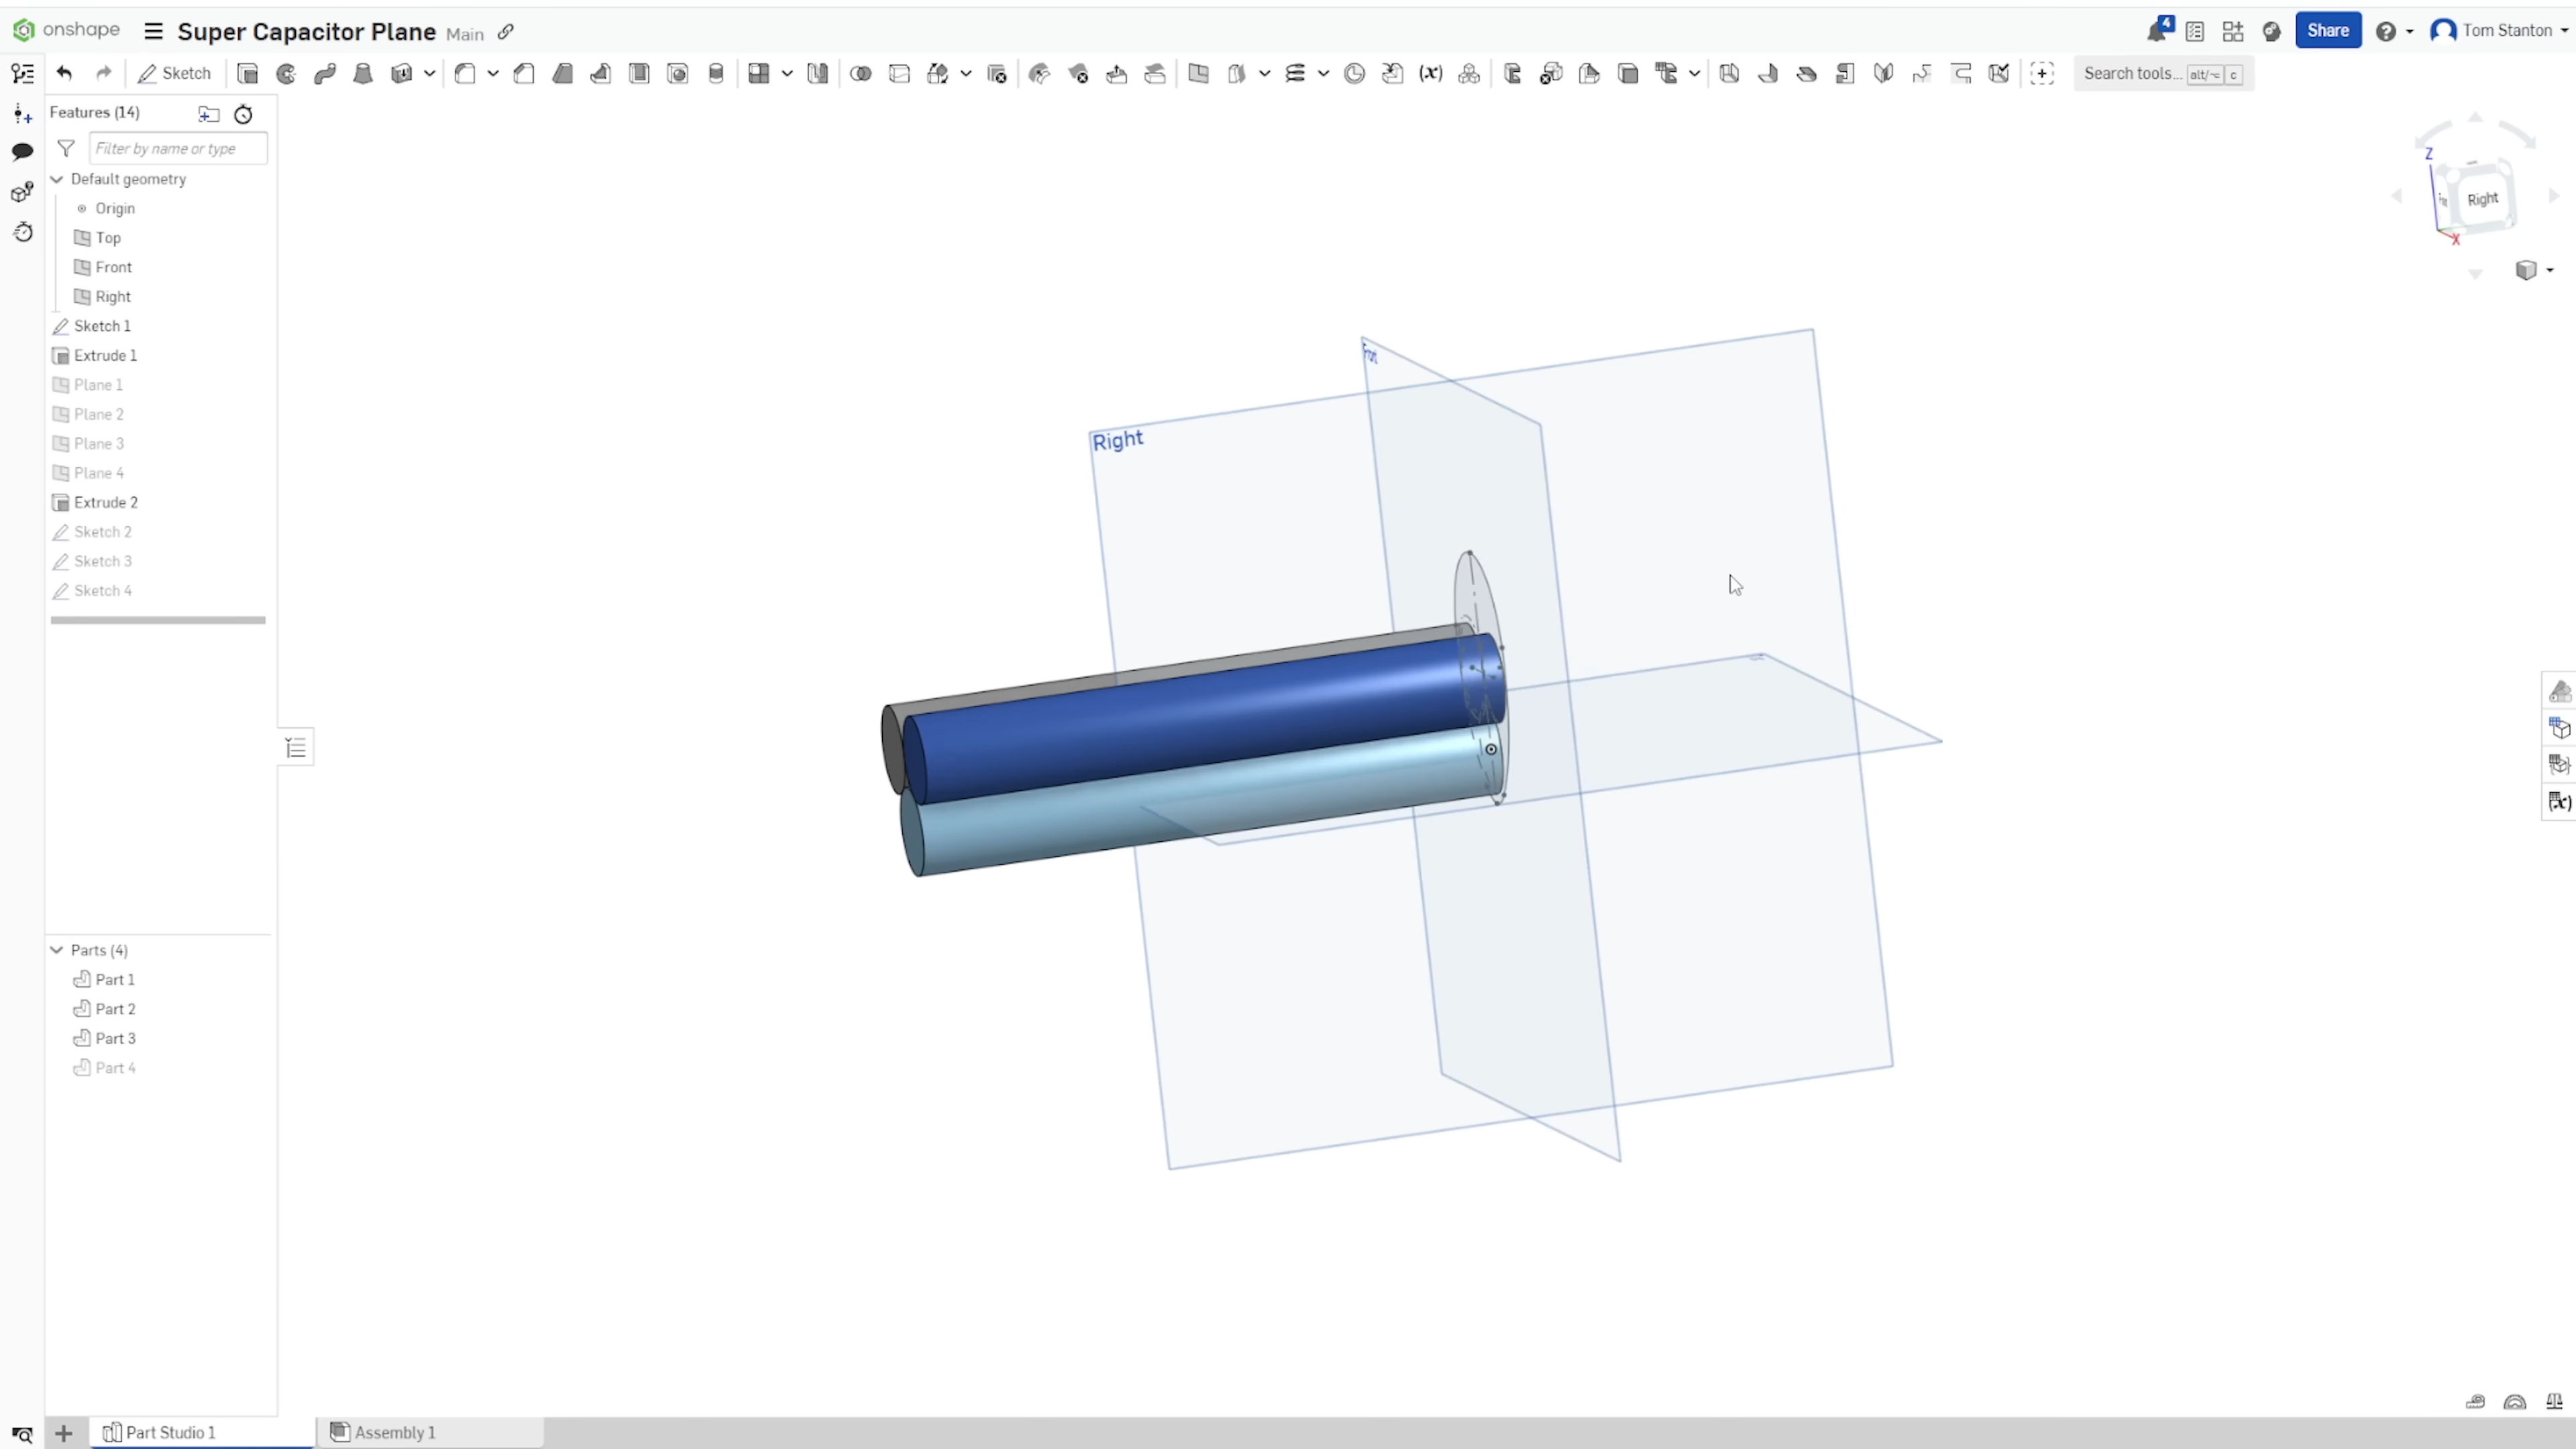 onshape
Super Capacitor Plane Main
4
Share
Tom Stanton
Sketch
(x)
Search tools... alt/⌥ c
Features (14)
Filter by name or type
Default geometry
Origin
Top
Front
Right
Sketch 1
Extrude 1
Plane 1
Plane 2
Plane 3
Plane 4
Extrude 2
Sketch 2
Sketch 3
Sketch 4
Parts (4)
Part 1
Part 2
Part 3
Part 4
Front
Right
Z
Right
X
(x)
Part Studio 1
Assembly 1